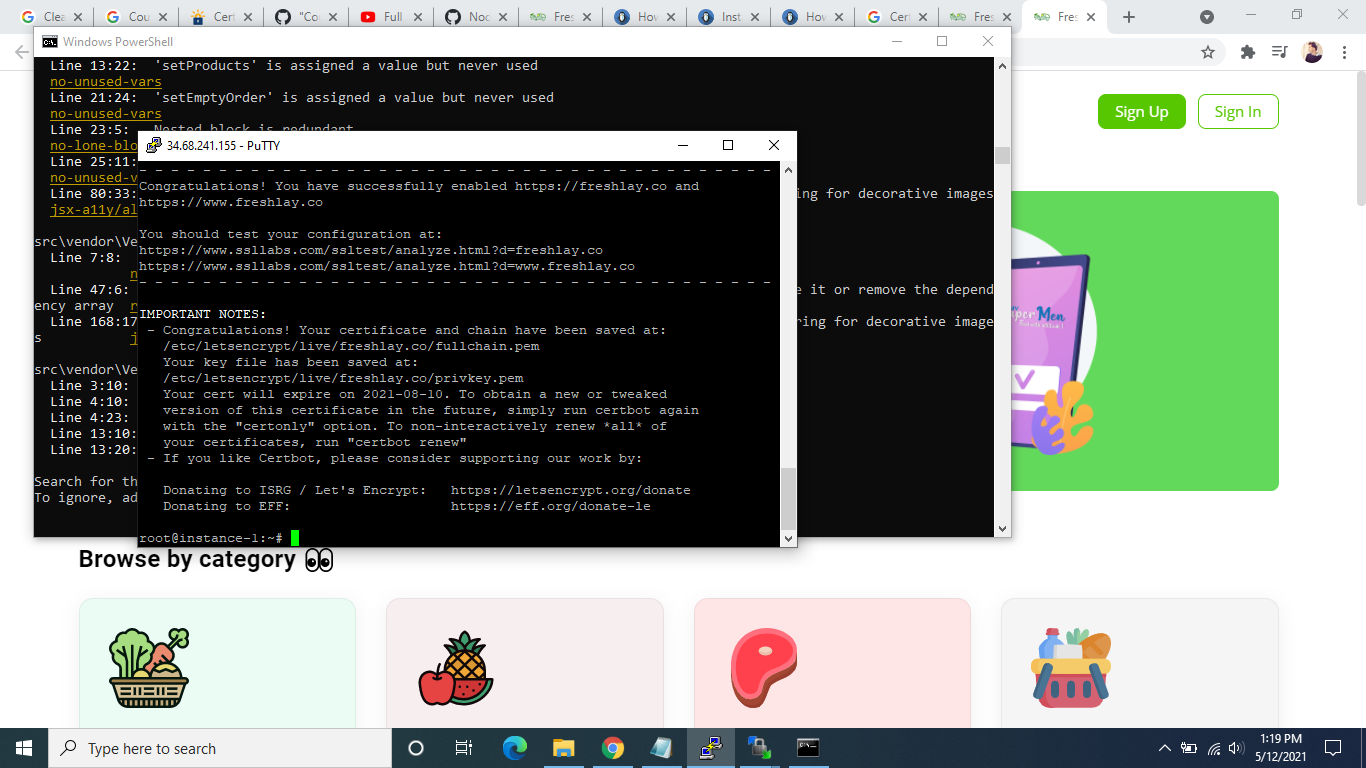 Clea
Cou
Cert
"Co
Full
Nod
Fres
How
Inst
How
Cert
Fres
Fres
Windows PowerShell
Line 13:22: 'setProducts' is assigned a value but never used
no-unused-vars
Line 21:24: 'setEmptyOrder' is assigned a value but never used
no-unused-vars
Line 23:5: Nested block is redundant
no-lone-blo
Line 25:11:
no-unused-v
Line 80:33: ing for decorative images
jsx-a11y/al
src\vendor\Ve
Line 7:8:
n
Line 47:6: e it or remove the depend
ency array r
Line 168:17 ring for decorative image
s j
src\vendor\Ve
Line 3:10:
Line 4:10:
Line 4:23:
Line 13:10:
Line 13:20:
Search for th
To ignore, ad
34.68.241.155 - PuTTY
- - - - - - - - - - - - - - - - - - - - - - - - - - - - - - - - - - - - - - - -
Congratulations! You have successfully enabled https://freshlay.co and
https://www.freshlay.co
You should test your configuration at:
https://www.ssllabs.com/ssltest/analyze.html?d=freshlay.co
https://www.ssllabs.com/ssltest/analyze.html?d=www.freshlay.co
- - - - - - - - - - - - - - - - - - - - - - - - - - - - - - - - - - - - - - - -
IMPORTANT NOTES:
- Congratulations! Your certificate and chain have been saved at:
/etc/letsencrypt/live/freshlay.co/fullchain.pem
Your key file has been saved at:
/etc/letsencrypt/live/freshlay.co/privkey.pem
Your cert will expire on 2021-08-10. To obtain a new or tweaked
version of this certificate in the future, simply run certbot again
with the "certonly" option. To non-interactively renew *all* of
your certificates, run "certbot renew"
- If you like Certbot, please consider supporting our work by:
Donating to ISRG / Let's Encrypt: https://letsencrypt.org/donate
Donating to EFF: https://eff.org/donate-le
root@instance-1:~#
Sign Up
Sign In
uperMen
Browse by category
Type here to search
1:19 PM
5/12/2021